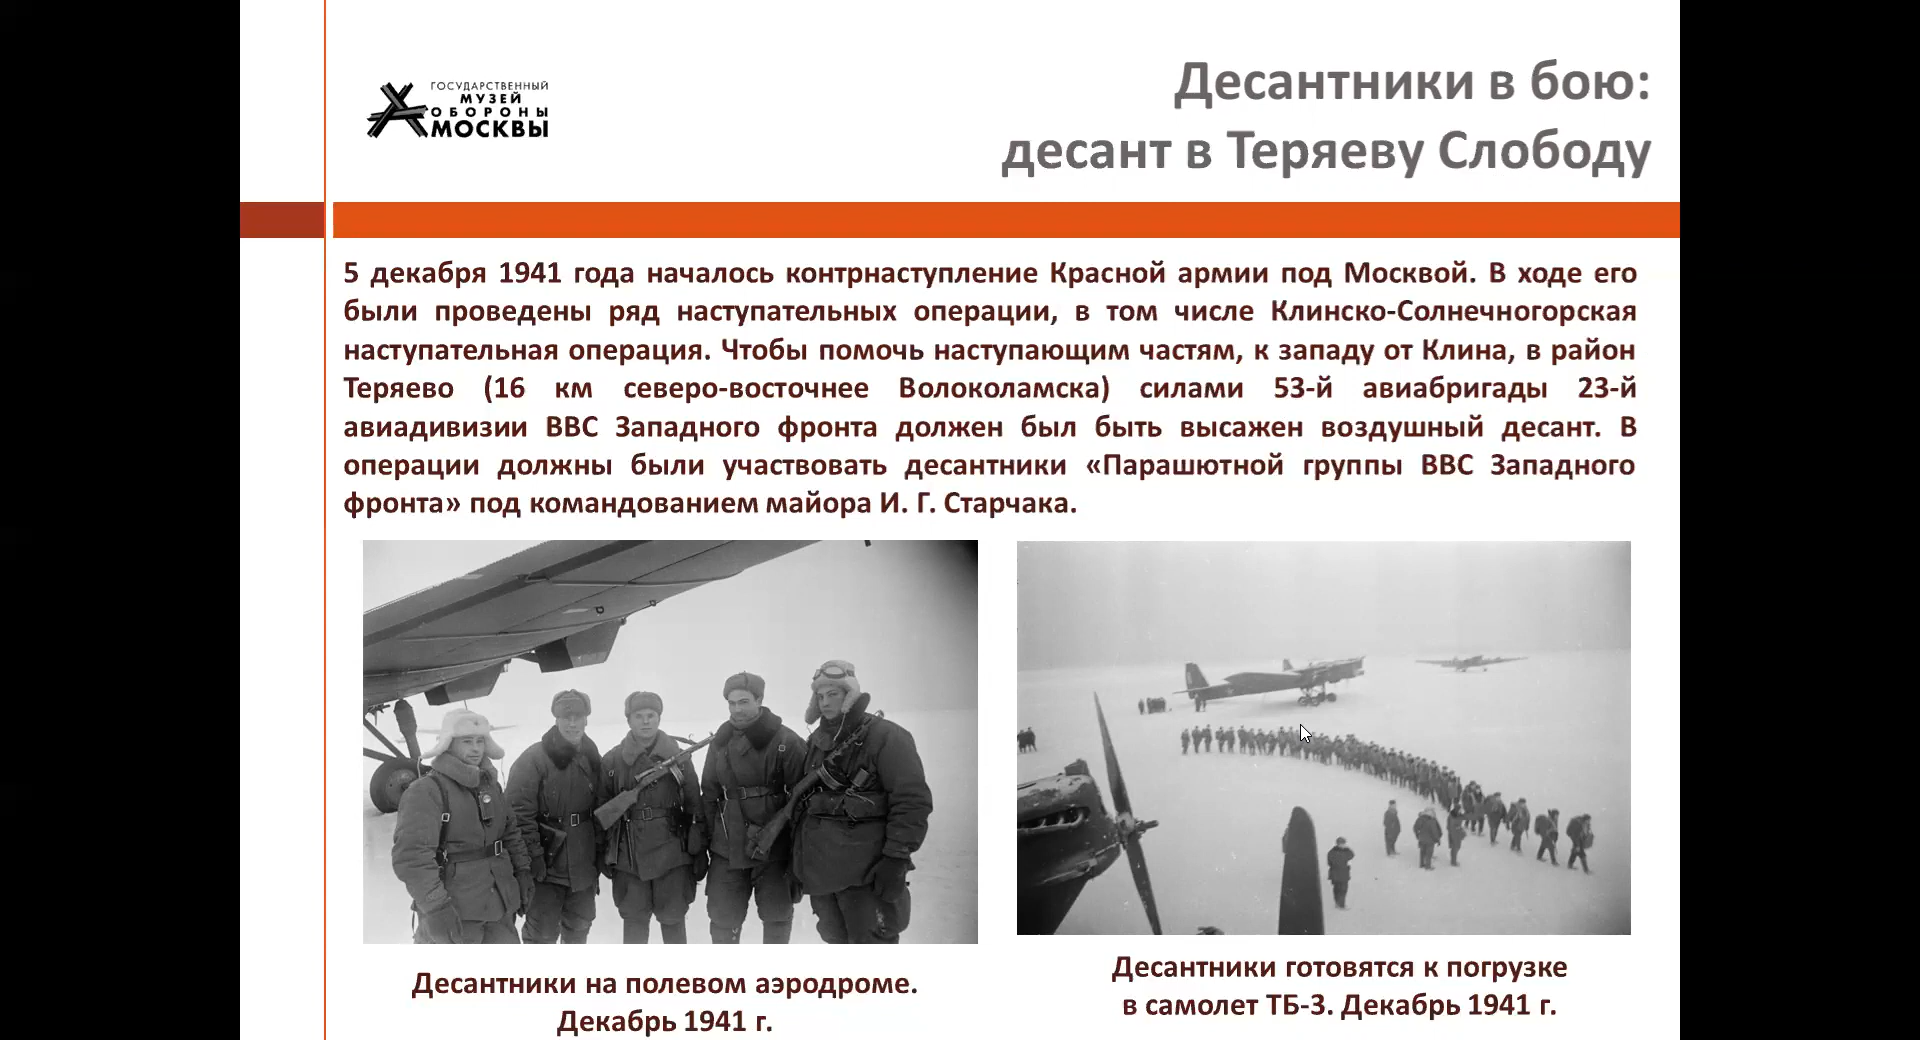 ГОСУДАРСТВЕННЫЙ
МУЗЕЙ
ОБОРОНЫ
МОСКВЫ
Десантники в бою:
десант в Теряеву Слободу
5 декабря 1941 года началось контрнаступление Красной армии под Москвой. В ходе его
были проведены ряд наступательных операции, в том числе Клинско-Солнечногорская
наступательная операция. Чтобы помочь наступающим частям, к западу от Клина, в район
Теряево (16 км северо-восточнее Волоколамска) силами 53-й авиабригады 23-й
авиадивизии ВВС Западного фронта должен был быть высажен воздушный десант. В
операции должны были участвовать десантники «Парашютной группы ВВС Западного
фронта» под командованием майора И. Г. Старчака.
Десантники на полевом аэродроме.
Декабрь 1941 г.
Десантники готовятся к погрузке
в самолет ТБ-3. Декабрь 1941 г.